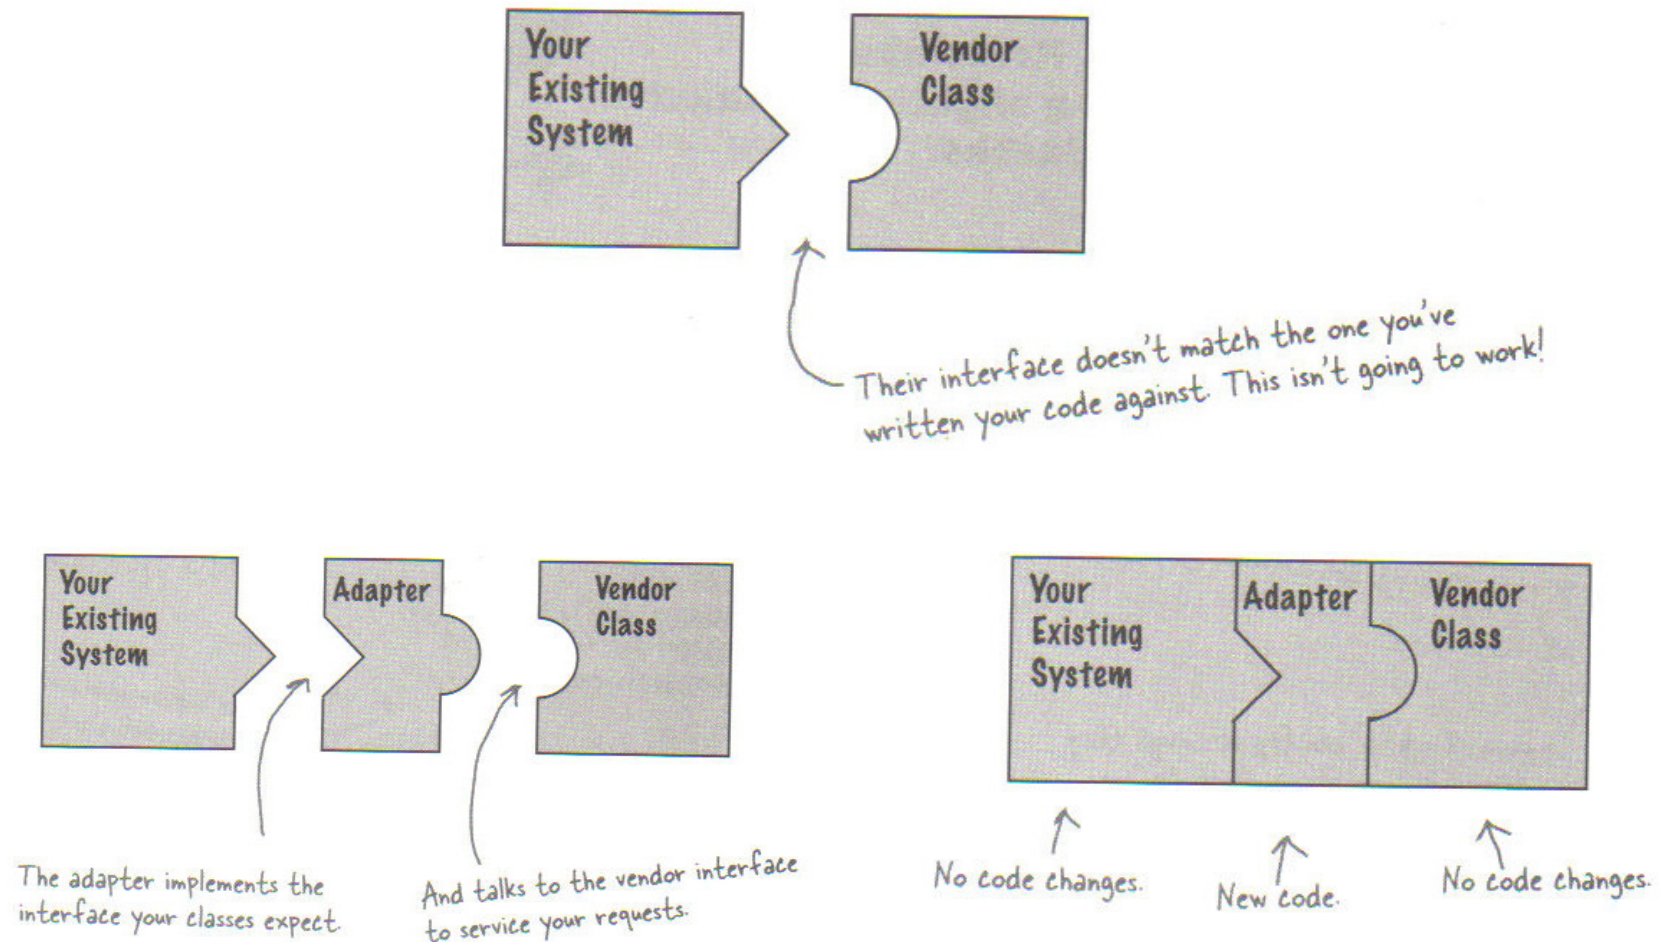 Your
Existing
System
Vendor
Class
Their interface doesn't match the one you've
written your code against. This isn't going to work!
Your
Existing
System
Adapter
Vendor
Class
The adapter implements the
interface your classes expect.
And talks to the vendor interface
to service your requests.
Your
Existing
System
Adapter
Vendor
Class
No code changes.
New code.
No code changes.